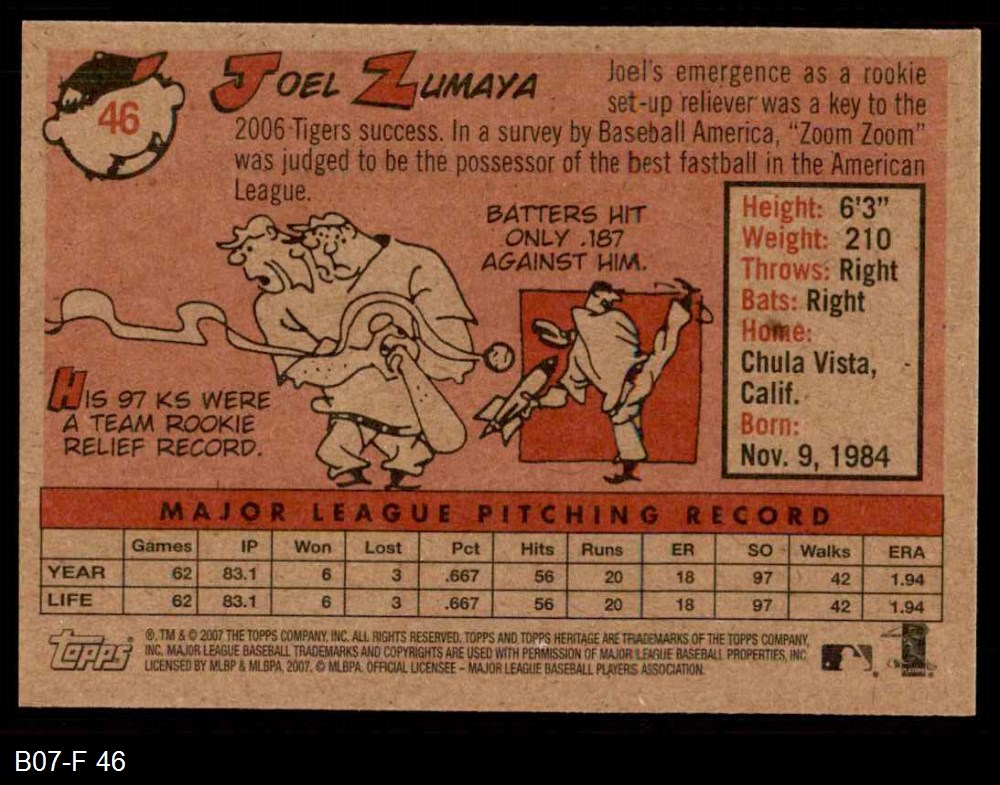 46
JOEL ZUMAYA
Joel's emergence as a rookie
set-up reliever was a key to the
2006 Tigers success. In a survey by Baseball America, "Zoom Zoom"
was judged to be the possessor of the best fastball in the American
League.
BATTERS HIT
ONLY .187
AGAINST HIM.
HIS 97 KS WERE
A TEAM ROOKIE
RELIEF RECORD.
Height: 6'3"
Weight: 210
Throws: Right
Bats: Right
Home:
Chula Vista,
Calif.
Born:
Nov. 9, 1984
MAJOR LEAGUE PITCHING RECORD
Games IP Won Lost Pct Hits Runs ER SO Walks ERA
YEAR 62 83.1 6 3 .667 56 20 18 97 42 1.94
LIFE 62 83.1 6 3 .667 56 20 18 97 42 1.94
Topps
®, TM & © 2007 THE TOPPS COMPANY, INC. ALL RIGHTS RESERVED. TOPPS AND TOPPS HERITAGE ARE TRADEMARKS OF THE TOPPS COMPANY,
INC. MAJOR LEAGUE BASEBALL TRADEMARKS AND COPYRIGHTS ARE USED WITH PERMISSION OF MAJOR LEAGUE BASEBALL PROPERTIES, INC.
LICENSED BY MLBP & MLBPA, 2007. © MLBPA. OFFICIAL LICENSEE – MAJOR LEAGUE BASEBALL PLAYERS ASSOCIATION.
B07-F 46